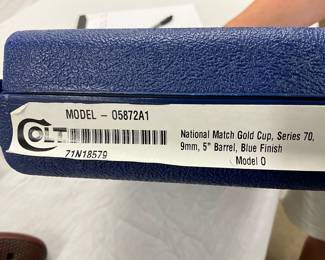 MODEL - O5872A1
COLT
71N18579
National Match Gold Cup, Series 70,
9mm, 5" Barrel, Blue Finish
Model O